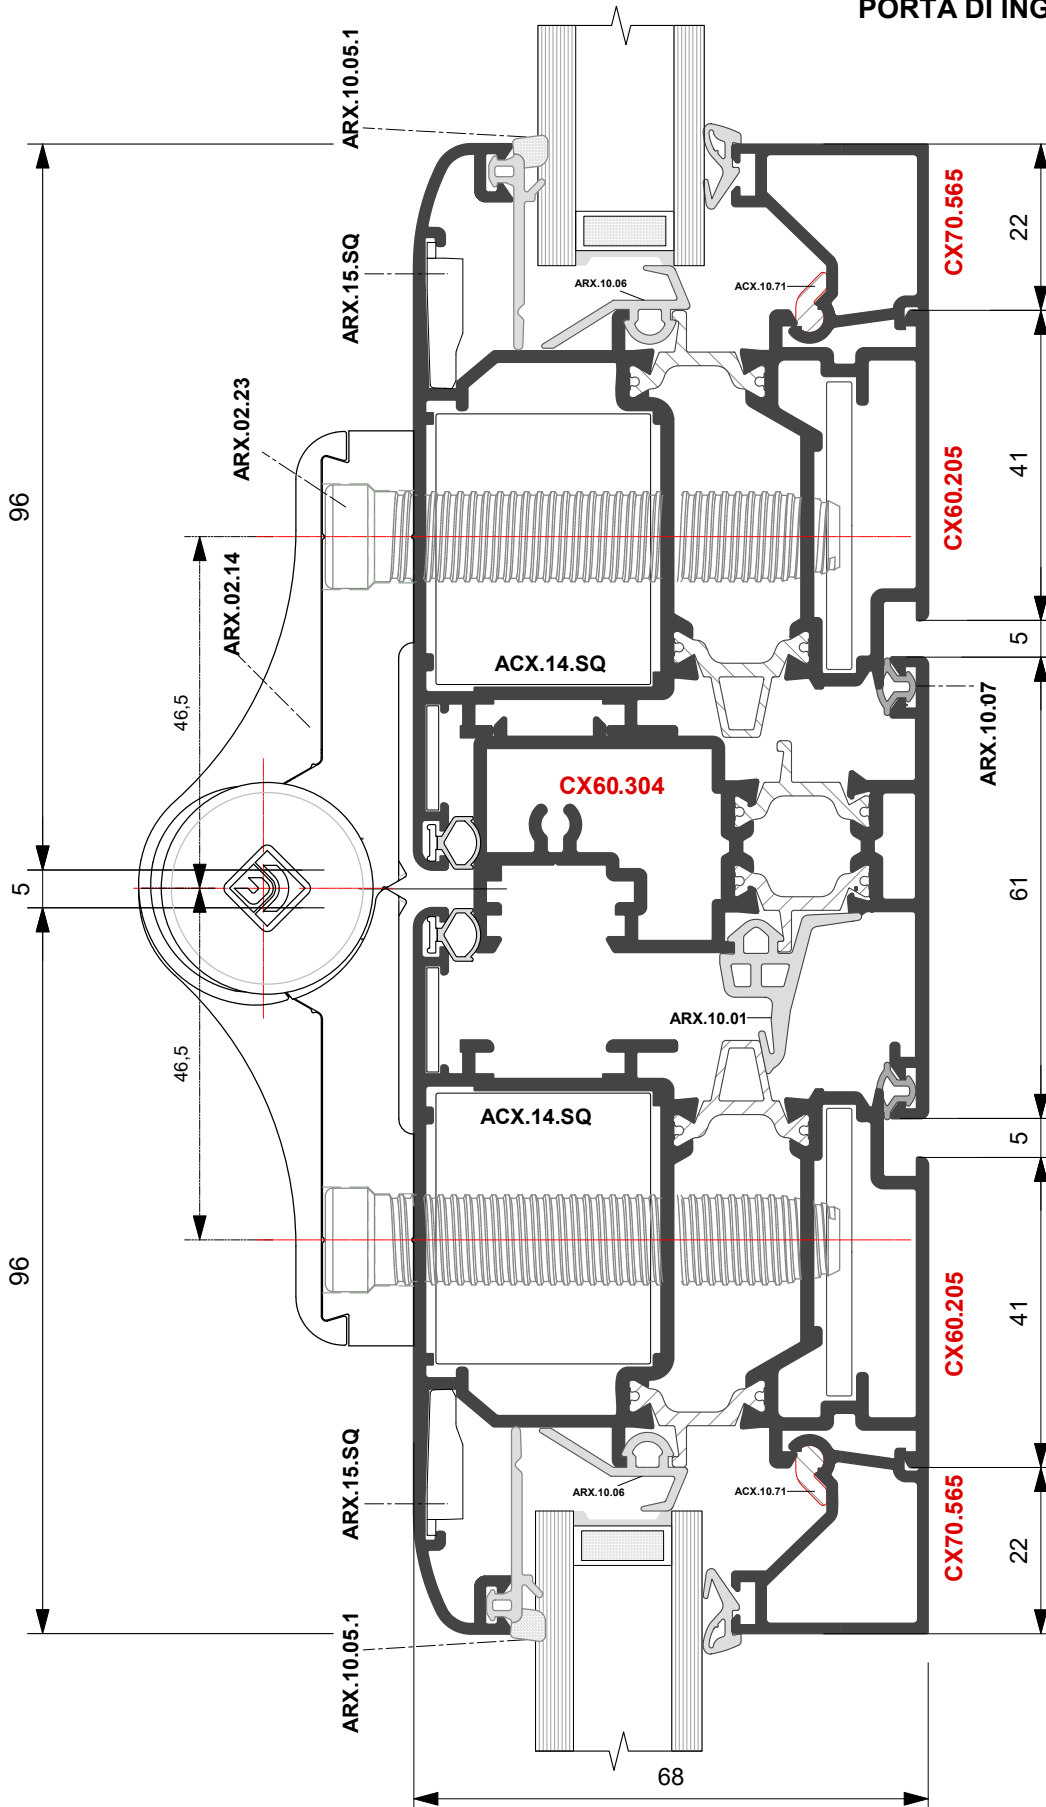 PORTA DI ING
ARX.10.05.1
ARX.15.SQ
ARX.02.23
ARX.02.14
96
46,5
5
46,5
96
ARX.10.06
ACX.10.71
CX70.565
22
41
CX60.205
5
ACX.14.SQ
ARX.10.07
CX60.304
61
ARX.10.01
ACX.14.SQ
5
41
CX60.205
ARX.15.SQ
ARX.10.06
ACX.10.71
CX70.565
22
ARX.10.05.1
68